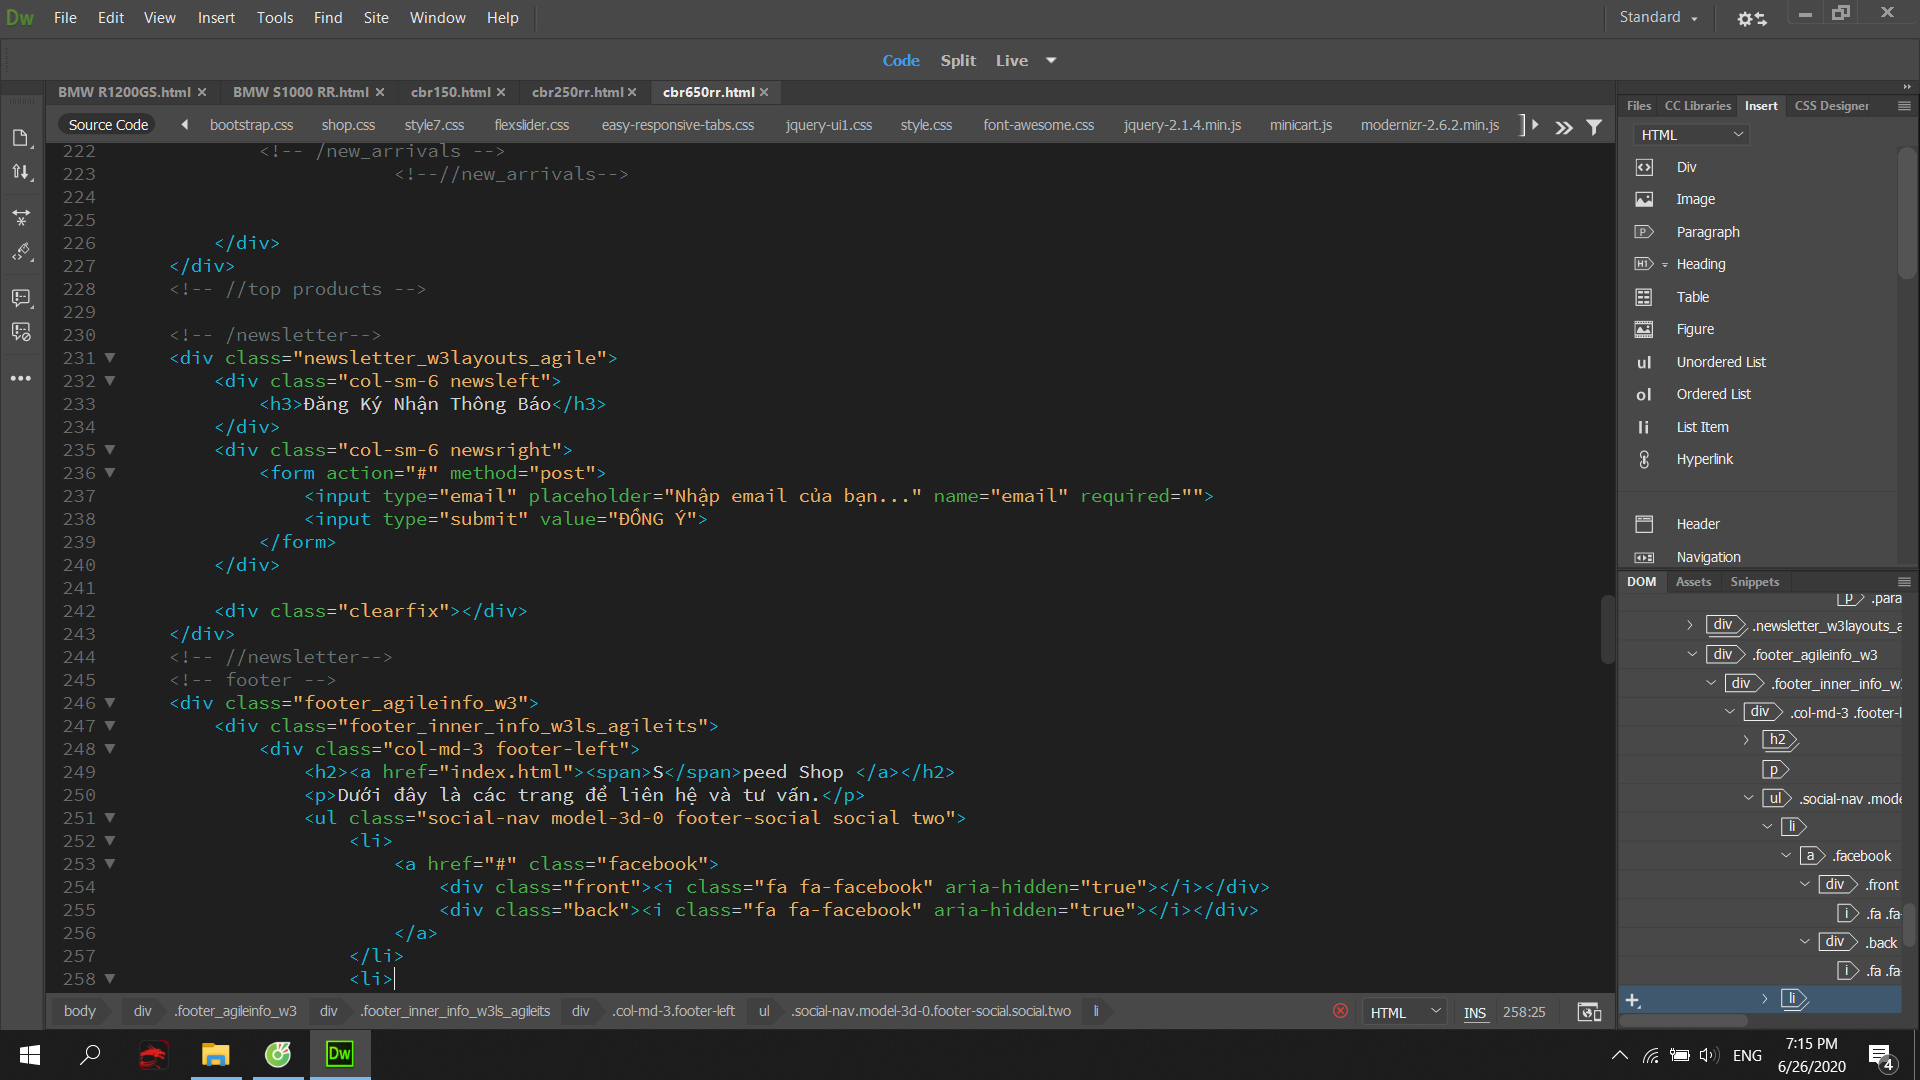 Dw File Edit View Insert Tools Find Site Window Help Standard
Code Split Live
BMW R1200GS.html BMW S1000 RR.html cbr150.html cbr250rr.html cbr650rr.html
Source Code bootstrap.css shop.css style7.css flexslider.css easy-responsive-tabs.css jquery-ui1.css style.css font-awesome.css jquery-2.1.4.min.js minicart.js modernizr-2.6.2.min.js
222 <!-- /new_arrivals -->
223 <!--//new_arrivals-->
224
225
226 </div>
227 </div>
228 <!-- //top products -->
229
230 <!-- /newsletter-->
231 <div class="newsletter_w3layouts_agile">
232 <div class="col-sm-6 newsleft">
233 <h3>Đăng Ký Nhận Thông Báo</h3>
234 </div>
235 <div class="col-sm-6 newsright">
236 <form action="#" method="post">
237 <input type="email" placeholder="Nhập email của bạn..." name="email" required="">
238 <input type="submit" value="ĐỒNG Ý">
239 </form>
240 </div>
241
242 <div class="clearfix"></div>
243 </div>
244 <!-- //newsletter-->
245 <!-- footer -->
246 <div class="footer_agileinfo_w3">
247 <div class="footer_inner_info_w3ls_agileits">
248 <div class="col-md-3 footer-left">
249 <h2><a href="index.html"><span>S</span>peed Shop </a></h2>
250 <p>Dưới đây là các trang để liên hệ và tư vấn.</p>
251 <ul class="social-nav model-3d-0 footer-social social two">
252 <li>
253 <a href="#" class="facebook">
254 <div class="front"><i class="fa fa-facebook" aria-hidden="true"></i></div>
255 <div class="back"><i class="fa fa-facebook" aria-hidden="true"></i></div>
256 </a>
257 </li>
258 <li>
body div .footer_agileinfo_w3 div .footer_inner_info_w3ls_agileits div .col-md-3.footer-left ul .social-nav.model-3d-0.footer-social.social.two li
HTML INS 258:25
Files CC Libraries Insert CSS Designer
HTML
Div
Image
P Paragraph
H1 Heading
Table
Figure
ul Unordered List
ol Ordered List
li List Item
Hyperlink
Header
Navigation
DOM Assets Snippets
p .para
div .newsletter_w3layouts_a
div .footer_agileinfo_w3
div .footer_inner_info_w3
div .col-md-3 .footer-l
h2
p
ul .social-nav .mode
li
a .facebook
div .front
i .fa .fa-
div .back
i .fa .fa-
li
Dw ENG 7:15 PM
6/26/2020 4